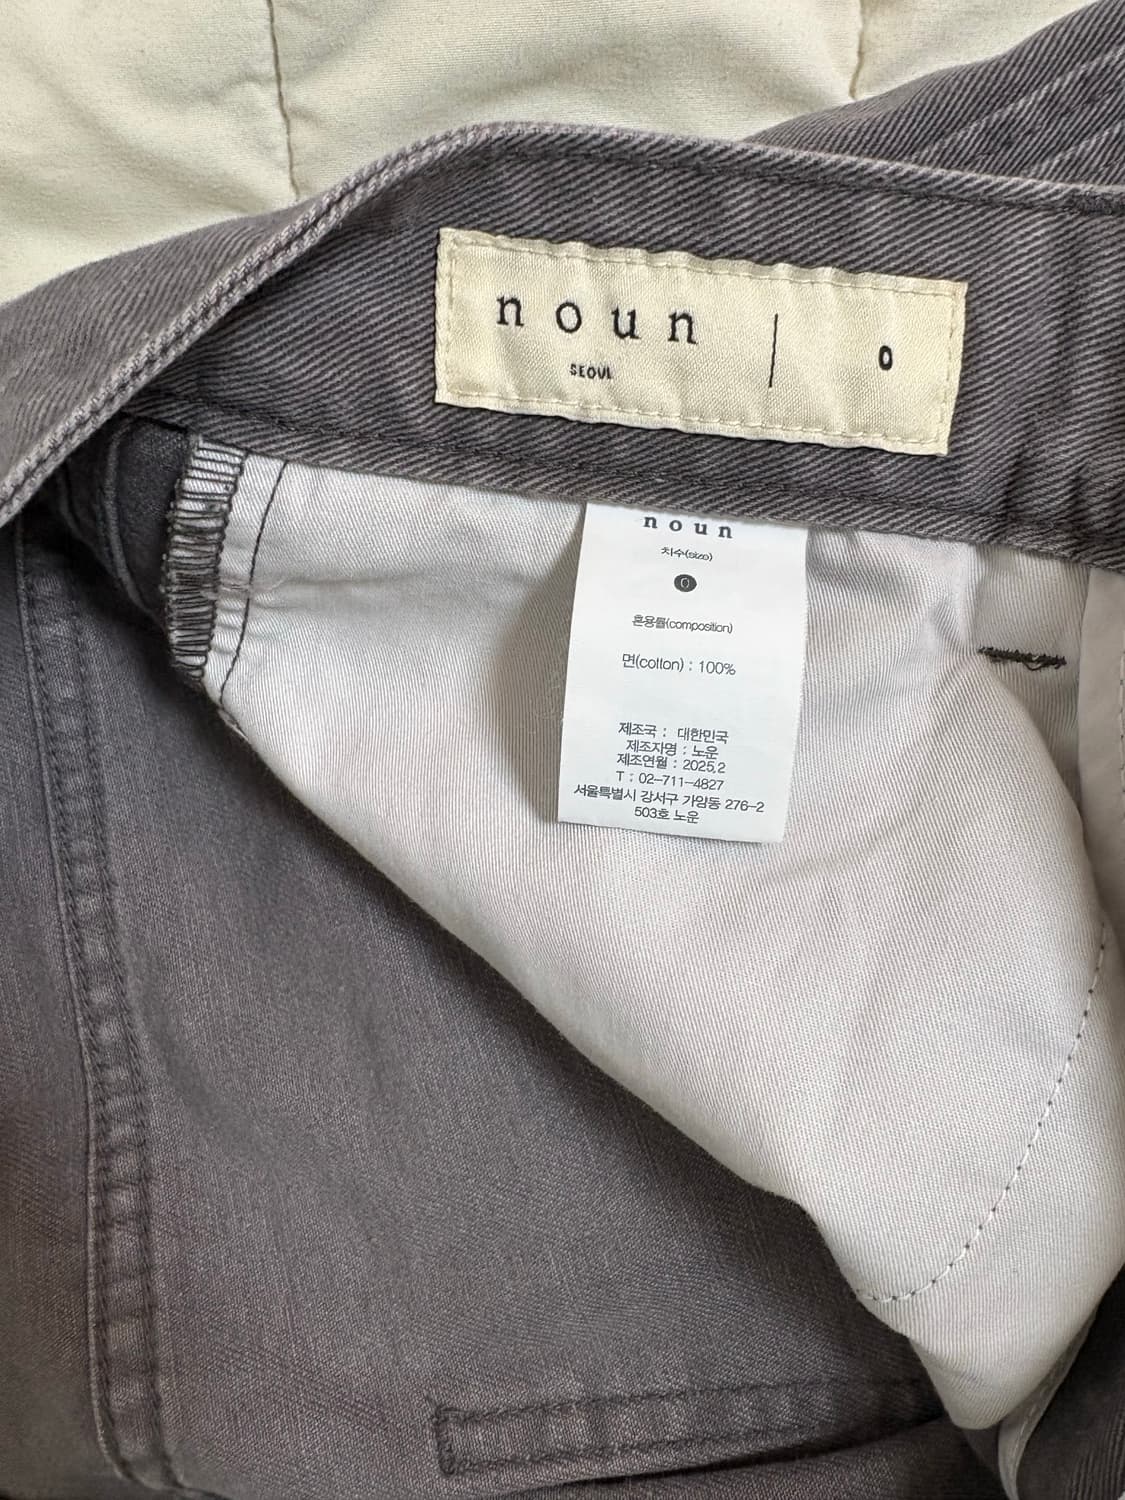 noun
SEOUL
0
noun
치수(size)
0
혼용률(composition)
면(cotton) : 100%
제조국 : 대한민국
제조자명 : 노운
제조연월 : 2025.2
T : 02-711-4827
서울특별시 강서구 가양동 276-2
503호 노운